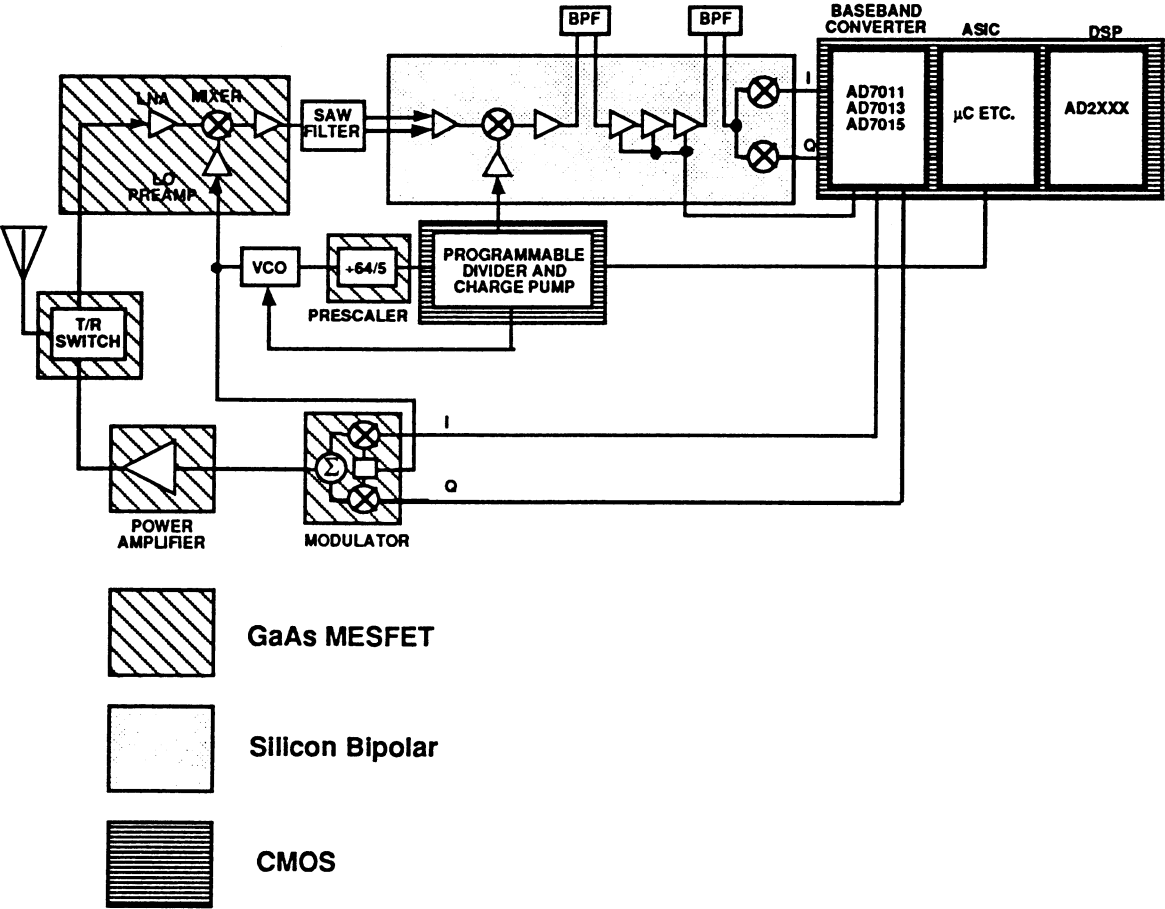 BPF
BPF
BASEBAND
CONVERTER
ASIC
DSP
LNA
MIXER
LO
PREAMP
SAW
FILTER
I
Q
AD7011
AD7013
AD7015
μC ETC.
AD2XXX
VCO
÷64/5
PRESCALER
PROGRAMMABLE
DIVIDER AND
CHARGE PUMP
T/R
SWITCH
I
Q
Σ
POWER
AMPLIFIER
MODULATOR
GaAs MESFET
Silicon Bipolar
CMOS